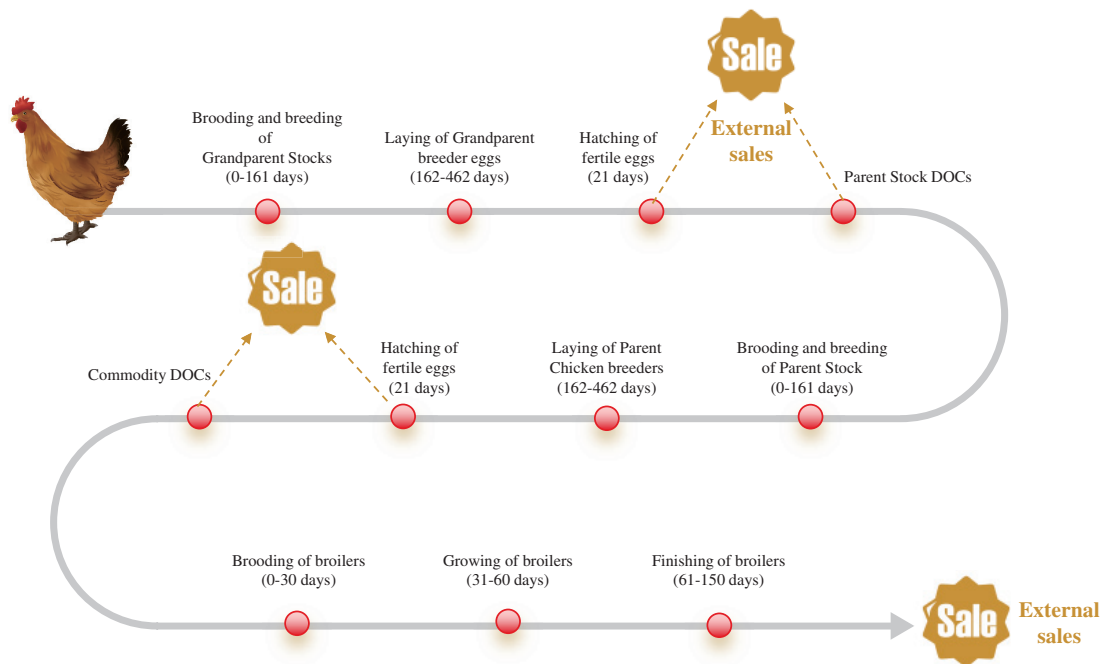 Sale
External
sales
Brooding and breeding
of
Grandparent Stocks
(0-161 days)
Laying of Grandparent
breeder eggs
(162-462 days)
Hatching of
fertile eggs
(21 days)
Parent Stock DOCs
Sale
Commodity DOCs
Hatching of
fertile eggs
(21 days)
Laying of Parent
Chicken breeders
(162-462 days)
Brooding and breeding
of Parent Stock
(0-161 days)
Brooding of broilers
(0-30 days)
Growing of broilers
(31-60 days)
Finishing of broilers
(61-150 days)
Sale
External
sales